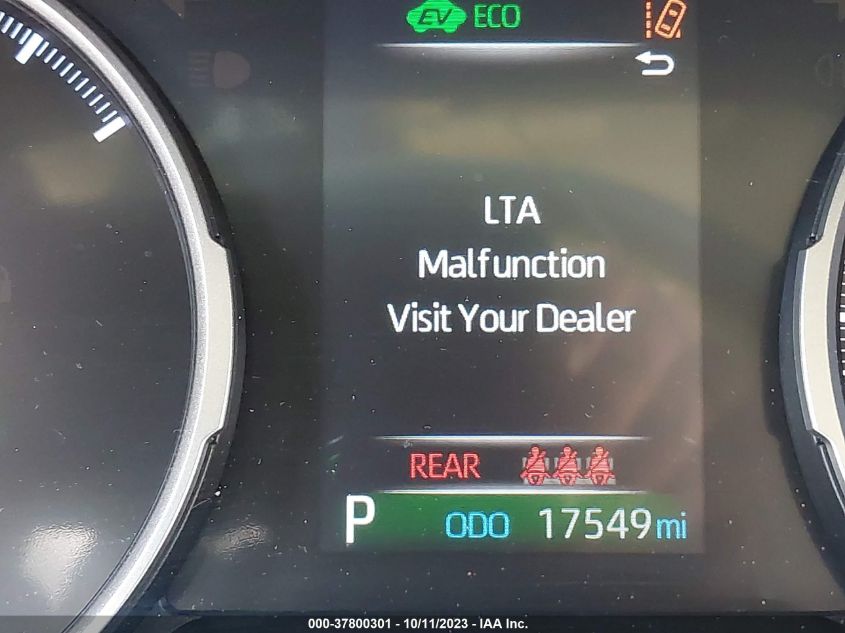 EV ECO
LTA
Malfunction
Visit Your Dealer
REAR
P ODO 17549 mi
000-37800301 - 10/11/2023 - IAA Inc.